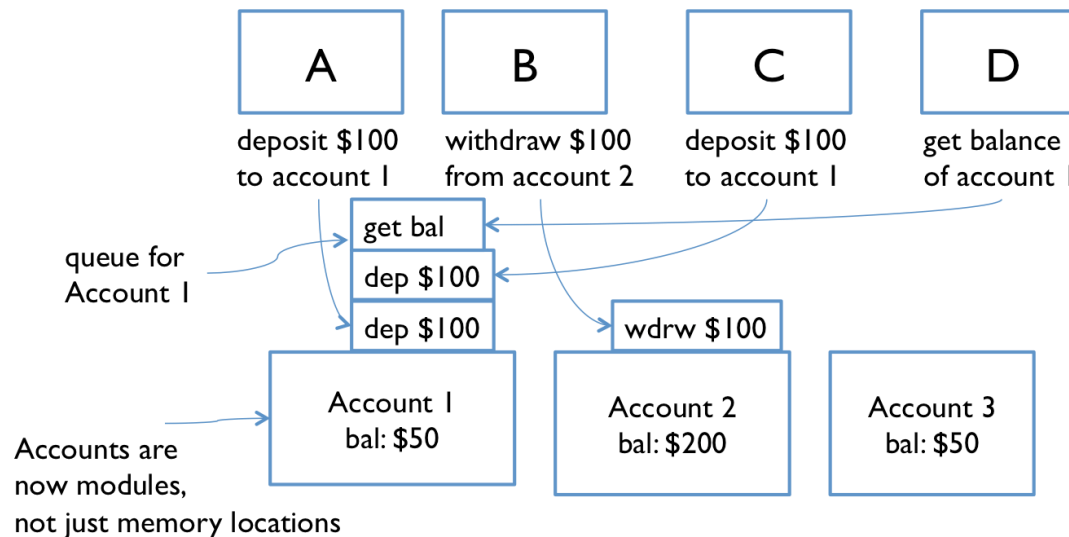 A
B
C
D
deposit $100
to account 1
withdraw $100
from account 2
deposit $100
to account 1
get balance
of account 1
get bal
queue for
Account 1
dep $100
dep $100
wdrw $100
Account 1
bal: $50
Account 2
bal: $200
Account 3
bal: $50
Accounts are
now modules,
not just memory locations